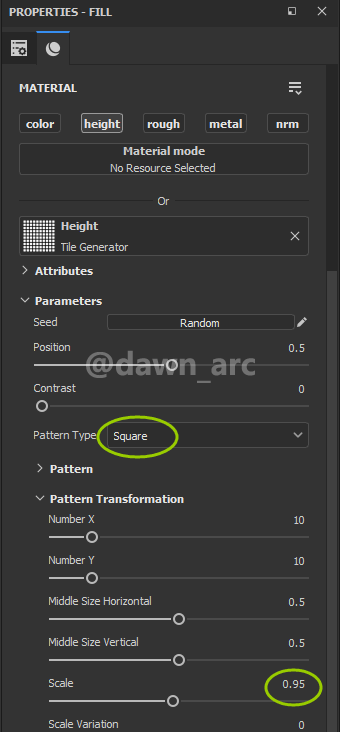 PROPERTIES - FILL
MATERIAL
color height rough metal nrm
Material mode
No Resource Selected
Or
Height
Tile Generator
Attributes
Parameters
Seed Random
Position 0.5
@dawn_arc
Contrast 0
Pattern Type Square
Pattern
Pattern Transformation
Number X 10
Number Y 10
Middle Size Horizontal 0.5
Middle Size Vertical 0.5
Scale 0.95
Scale Variation 0